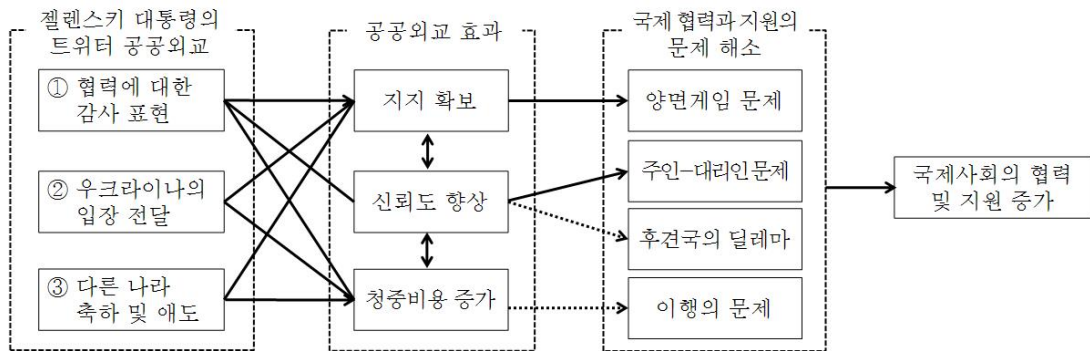 젤렌스키 대통령의
트위터 공공외교
① 협력에 대한
감사 표현
② 우크라이나의
입장 전달
③ 다른 나라
축하 및 애도
공공외교 효과
지지 확보
신뢰도 향상
청중비용 증가
국제 협력과 지원의
문제 해소
양면게임 문제
주인-대리인 문제
후견국의 딜레마
이행의 문제
국제사회의 협력
및 지원 증가